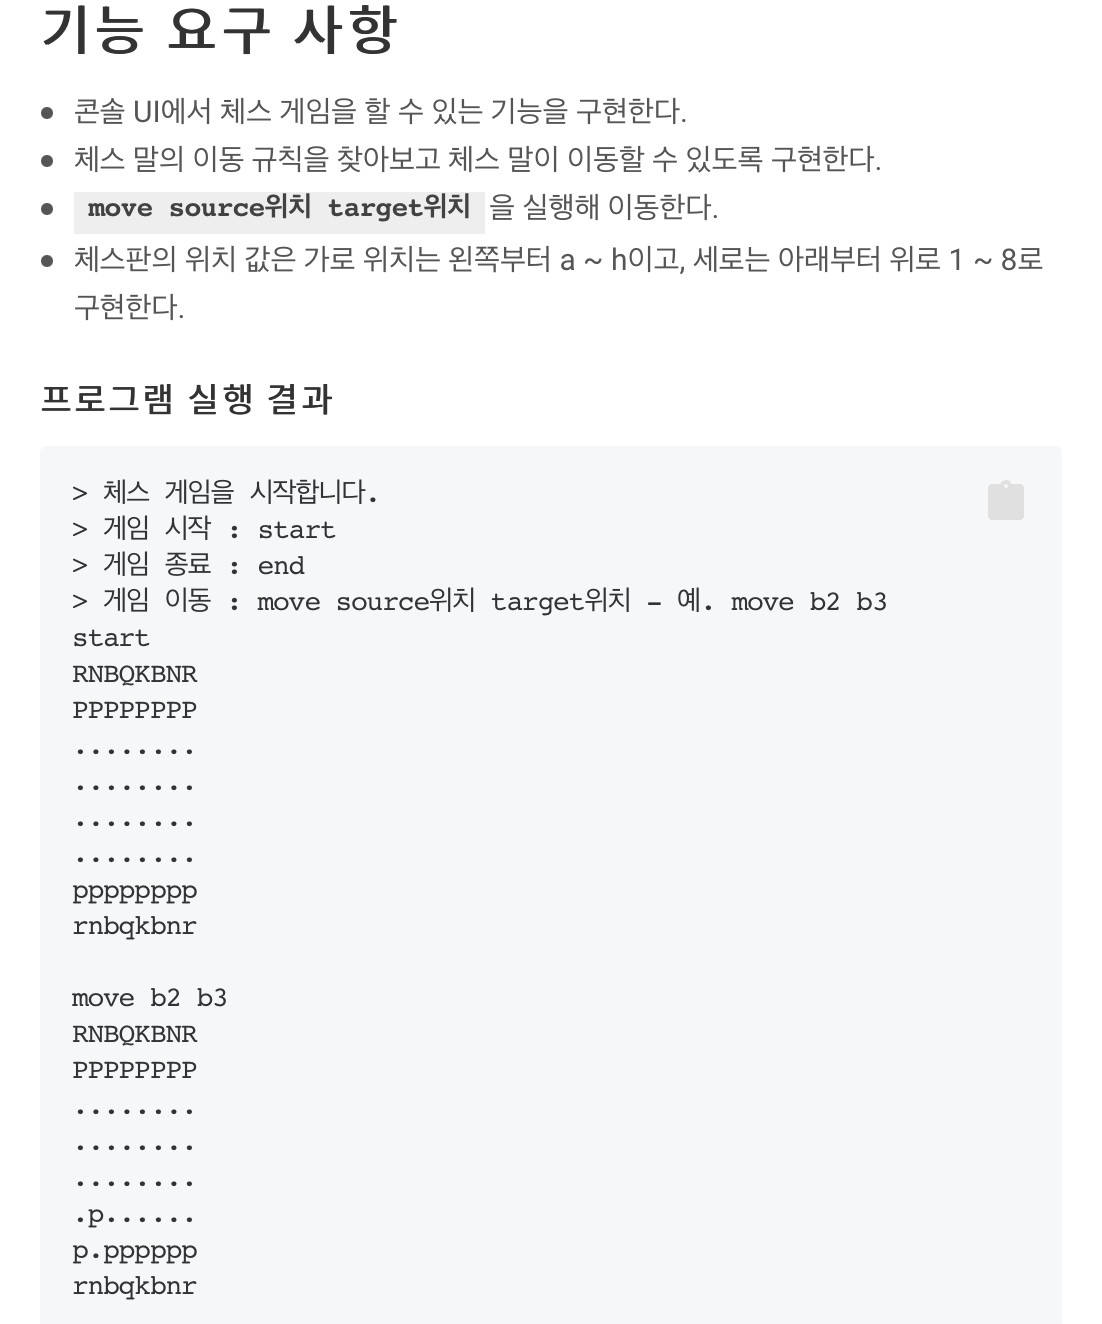 기능 요구 사항
콘솔 UI에서 체스 게임을 할 수 있는 기능을 구현한다.
체스 말의 이동 규칙을 찾아보고 체스 말이 이동할 수 있도록 구현한다.
move source위치 target위치 을 실행해 이동한다.
체스판의 위치 값은 가로 위치는 왼쪽부터 a ~ h이고, 세로는 아래부터 위로 1 ~ 8로
구현한다.
프로그램 실행 결과
> 체스 게임을 시작합니다.
> 게임 시작 : start
> 게임 종료 : end
> 게임 이동 : move source위치 target위치 - 예. move b2 b3
start
RNBQKBNR
PPPPPPPP
........
........
........
........
pppppppp
rnbqkbnr
move b2 b3
RNBQKBNR
PPPPPPPP
........
........
........
.p......
p.pppppp
rnbqkbnr